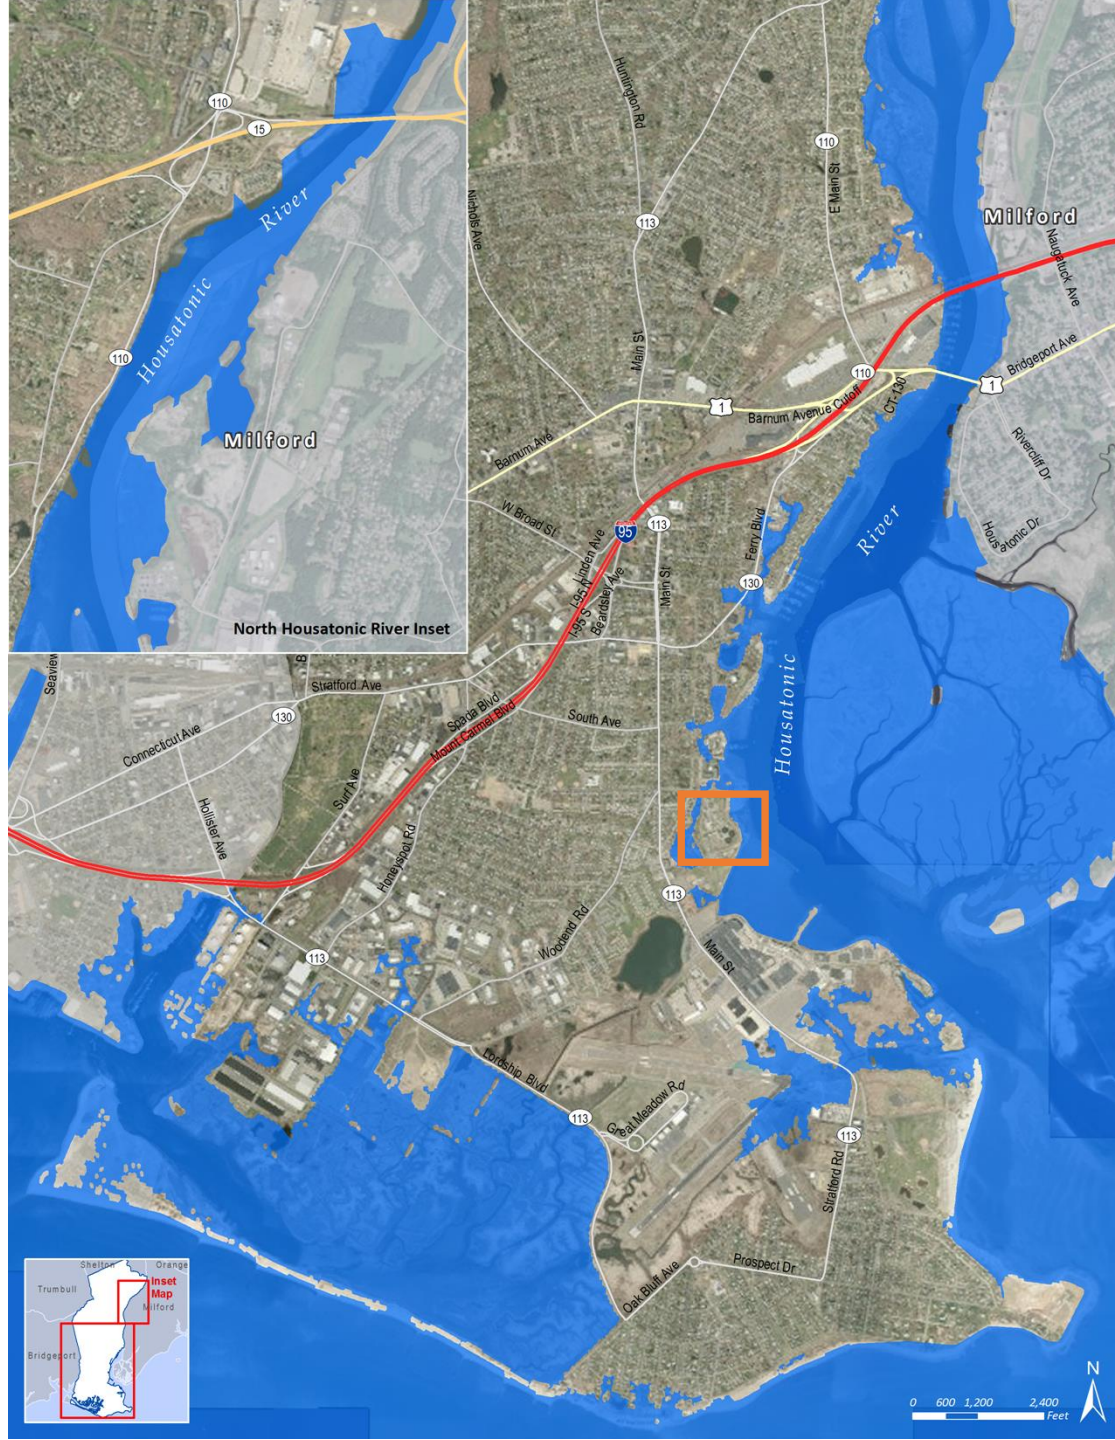 110
15
River
Housatonic
Milford
110
North Housatonic River Inset
Huntington Rd
110
E Main St
113
Nichols Ave
Milford
Naugatuck Ave
Main St
110
Bridgeport Ave
1
1
CT-130
Barnum Avenue Cutoff
Barnum Ave
Rivercliff Dr
W Broad St
113
95
River
Ferry Blvd
Housatonic Dr
Linden Ave
I-95 N
I-95 S
Beardsley Ave
Main St
130
Seaview
B
Stratford Ave
130
Spada Blvd
Mount Carmel Blvd
South Ave
Housatonic
Connecticut Ave
Surf Ave
Hollister Ave
Honeyspot Rd
113
Woodend Rd
Main St
113
Lordship Blvd
Great Meadow Rd
113
113
Stratford Rd
Prospect Dr
Oak Bluff Ave
Shelton
Orange
Trumbull
Inset
Map
Milford
Bridgeport
N
0 600 1,200 2,400
Feet